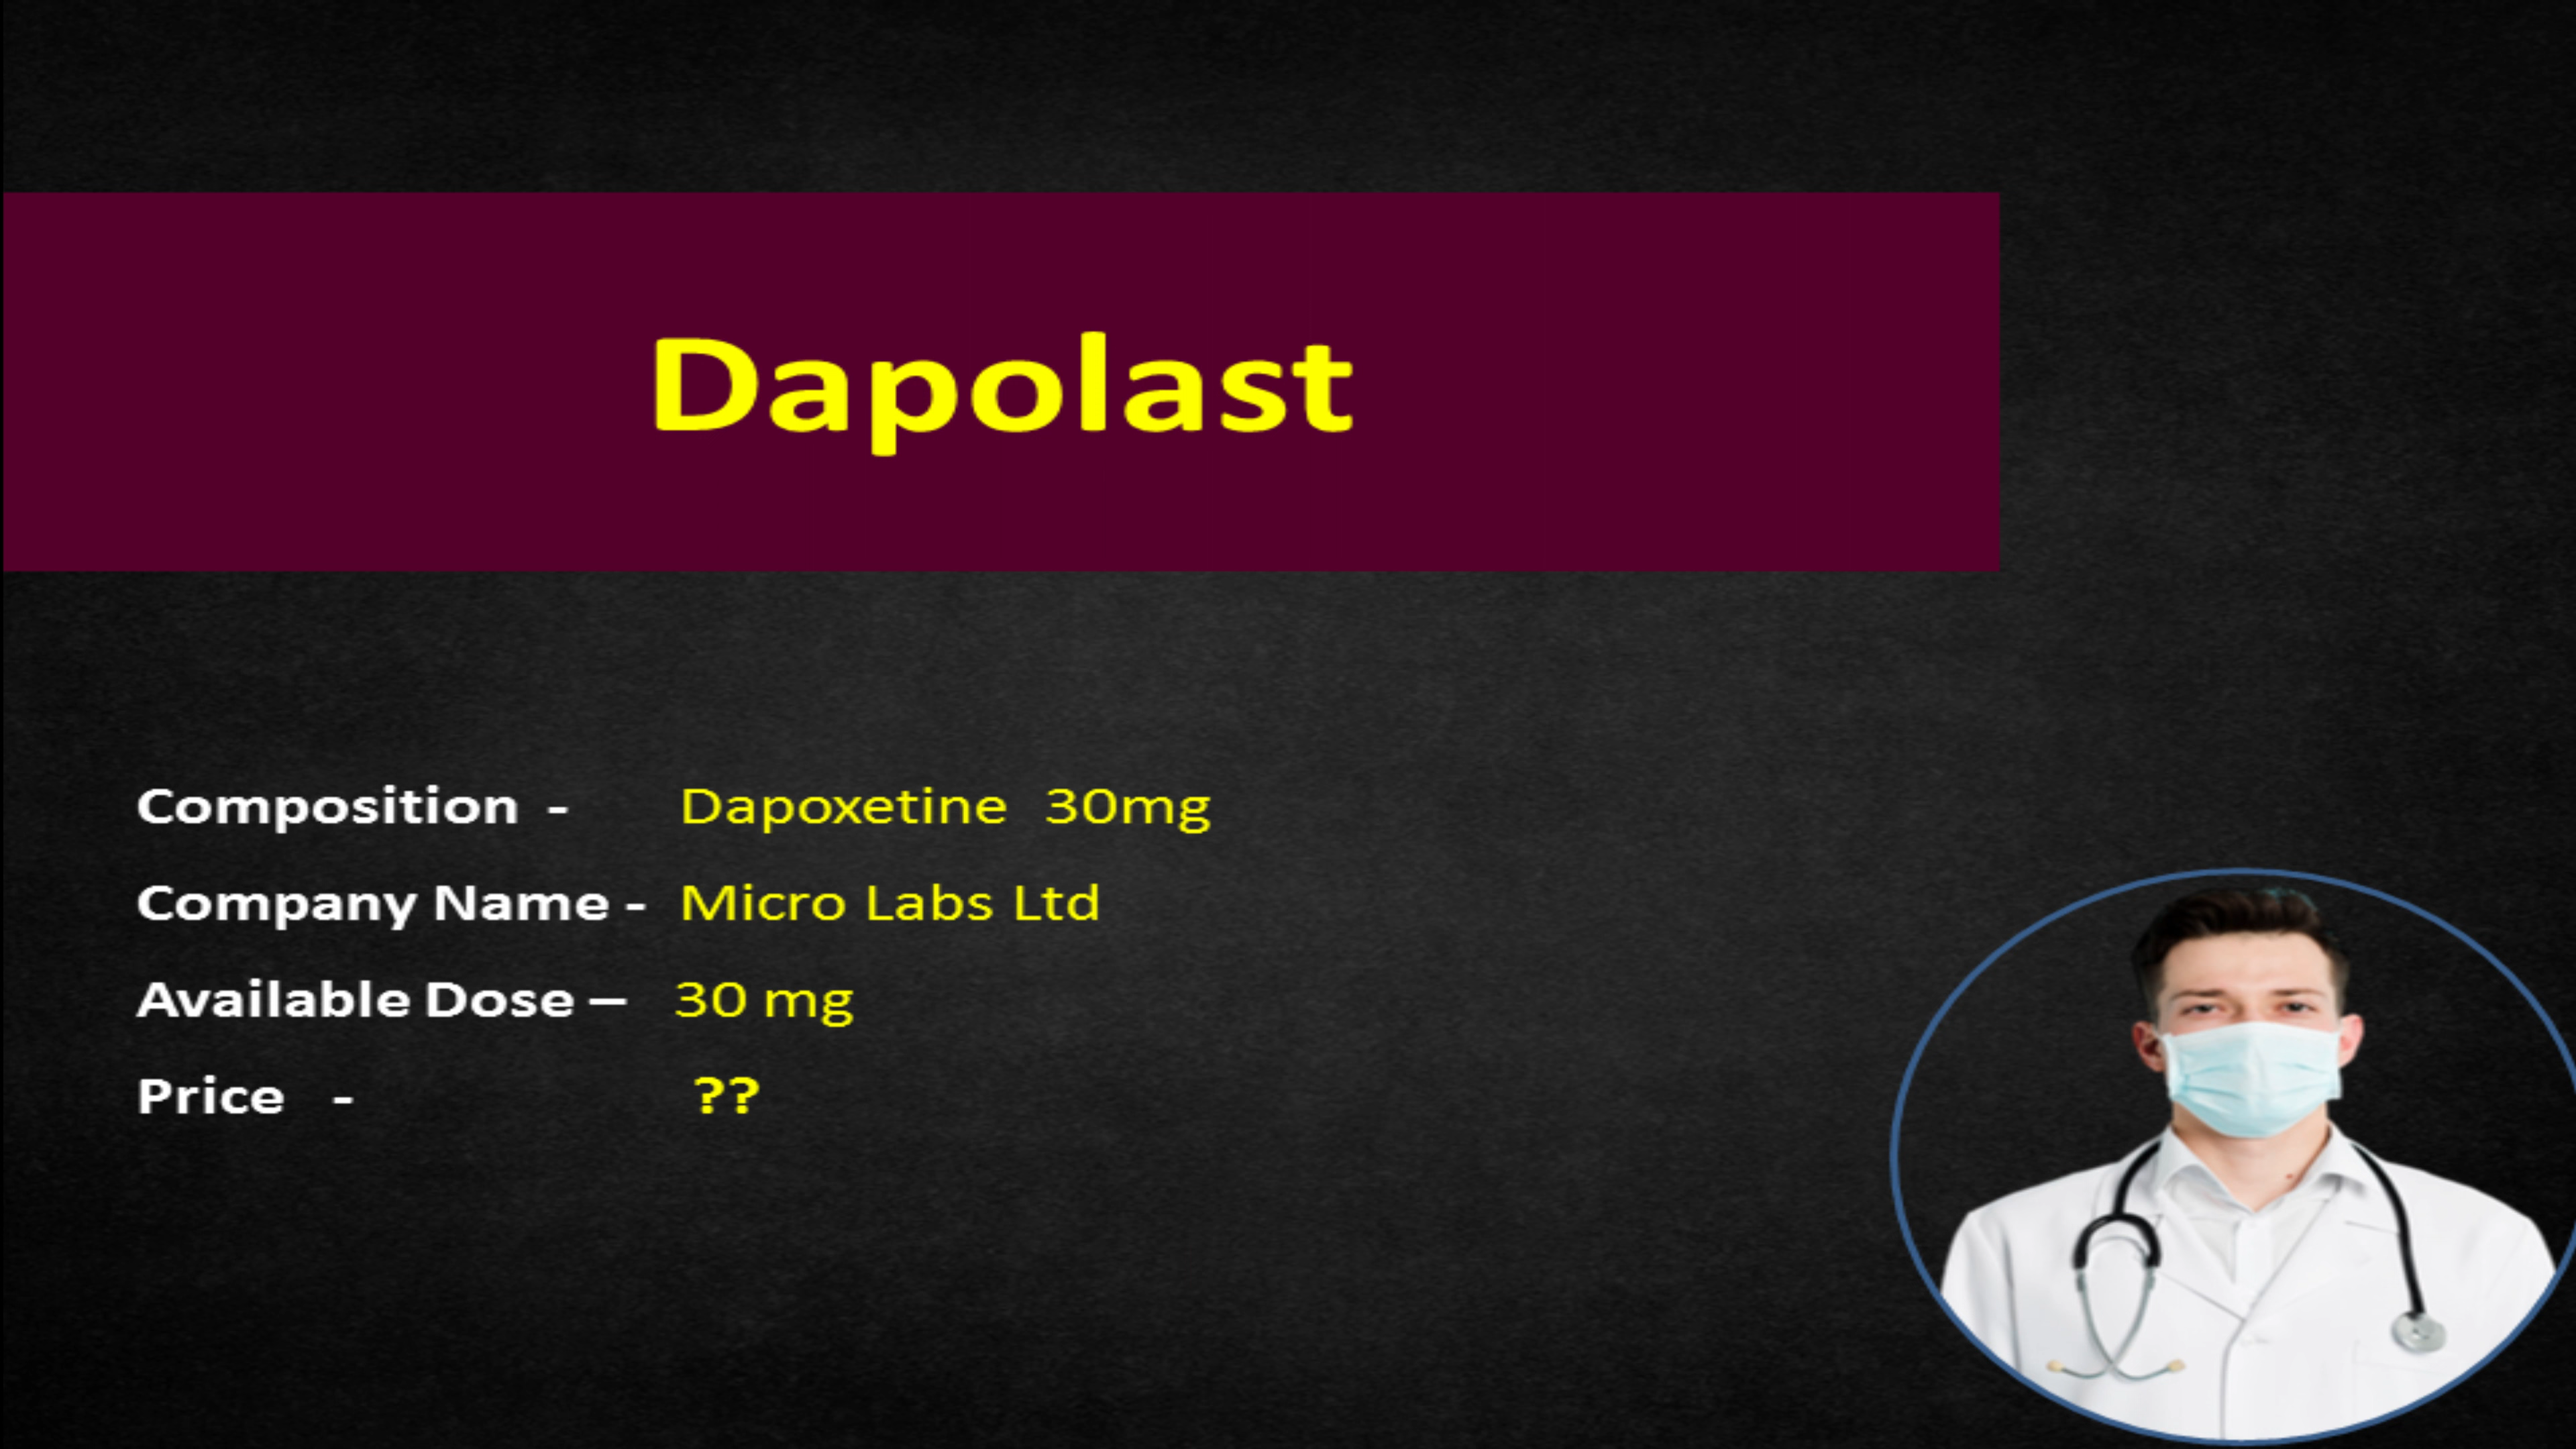 Dapolast
Composition - Dapoxetine 30mg
Company Name - Micro Labs Ltd
Available Dose – 30 mg
Price - ??